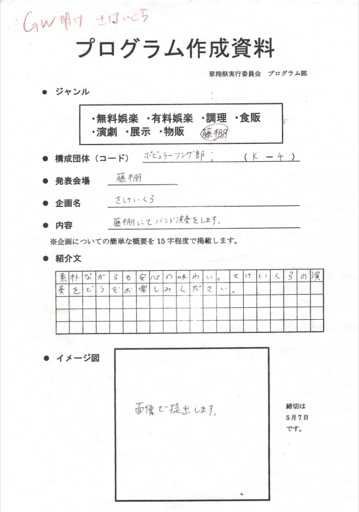 GW明け さけいくら
プログラム作成資料
翠翔祭実行委員会 プログラム部
● ジャンル
・無料娯楽 ・有料娯楽 ・調理 ・食販
・演劇 ・展示 ・物販 藤棚
● 構成団体(コード) ポピュラーソング部 (K-4)
● 発表会場 藤棚
● 企画名 さけいくら
● 内容 藤棚にてバンド演奏をします。
※企画についての簡単な概要を15字程度で掲載します。
● 紹介文
素朴ながらも安心の味わい。さけいくらの演
奏をどうぞお楽しみください。
● イメージ図
画像で提出します。
締切は
5月7日
です。